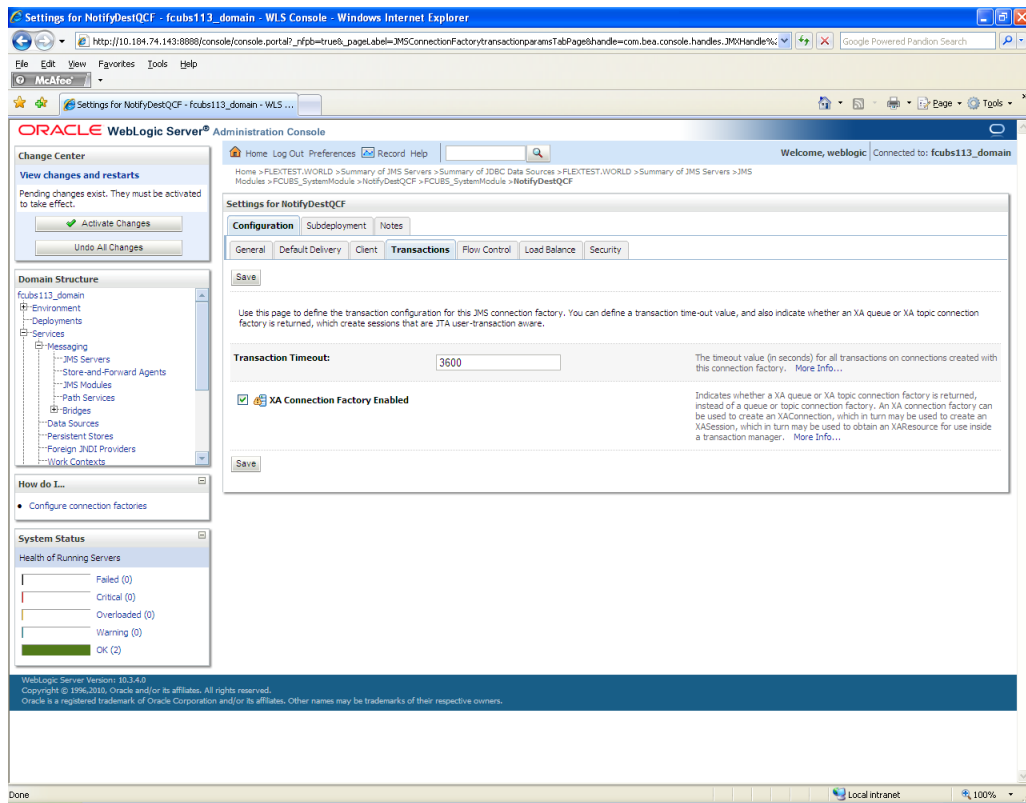 Settings for NotifyDestQCF - fcubs113_domain - WLS Console - Windows Internet Explorer
http://10.184.74.143:8888/console/console.portal?_nfpb=true&_pageLabel=JMSConnectionFactorytransactionparamsTabPage&handle=com.bea.console.handles.JMXHandle%
Google Powered Pandion Search
File Edit View Favorites Tools Help
McAfee
Settings for NotifyDestQCF - fcubs113_domain - WLS ...
Page Tools
ORACLE WebLogic Server® Administration Console
Change Center
View changes and restarts
Pending changes exist. They must be activated
to take effect.
Activate Changes
Undo All Changes
Domain Structure
fcubs113_domain
Environment
Deployments
Services
Messaging
JMS Servers
Store-and-Forward Agents
JMS Modules
Path Services
Bridges
Data Sources
Persistent Stores
Foreign JNDI Providers
Work Contexts
How do I...
Configure connection factories
System Status
Health of Running Servers
Failed (0)
Critical (0)
Overloaded (0)
Warning (0)
OK (2)
Home Log Out Preferences Record Help
Welcome, weblogic Connected to: fcubs113_domain
Home >FLEXTEST.WORLD >Summary of JMS Servers >Summary of JDBC Data Sources >FLEXTEST.WORLD >Summary of JMS Servers >JMS
Modules >FCUBS_SystemModule >NotifyDestQCF >FCUBS_SystemModule >NotifyDestQCF
Settings for NotifyDestQCF
Configuration Subdeployment Notes
General Default Delivery Client Transactions Flow Control Load Balance Security
Save
Use this page to define the transaction configuration for this JMS connection factory. You can define a transaction time-out value, and also indicate whether an XA queue or XA topic connection
factory is returned, which create sessions that are JTA user-transaction aware.
Transaction Timeout:
3600
The timeout value (in seconds) for all transactions on connections created with
this connection factory. More Info...
XA Connection Factory Enabled
Indicates whether a XA queue or XA topic connection factory is returned,
instead of a queue or topic connection factory. An XA connection factory can
be used to create an XAConnection, which in turn may be used to create an
XASession, which in turn may be used to obtain an XAResource for use inside
a transaction manager. More Info...
Save
WebLogic Server Version: 10.3.4.0
Copyright © 1996,2010, Oracle and/or its affiliates. All rights reserved.
Oracle is a registered trademark of Oracle Corporation and/or its affiliates. Other names may be trademarks of their respective owners.
Done
Local intranet
100%